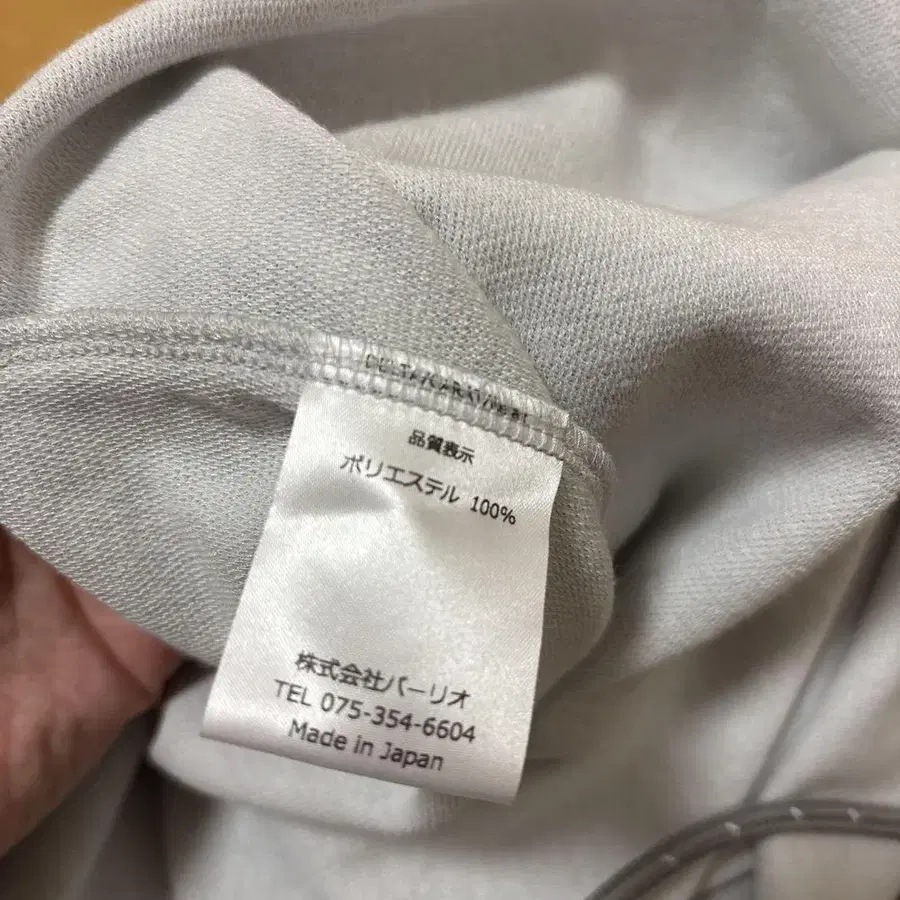 品質表示
ポリエステル 100%
株式会社バーリオ
TEL 075-354-6604
Made in Japan